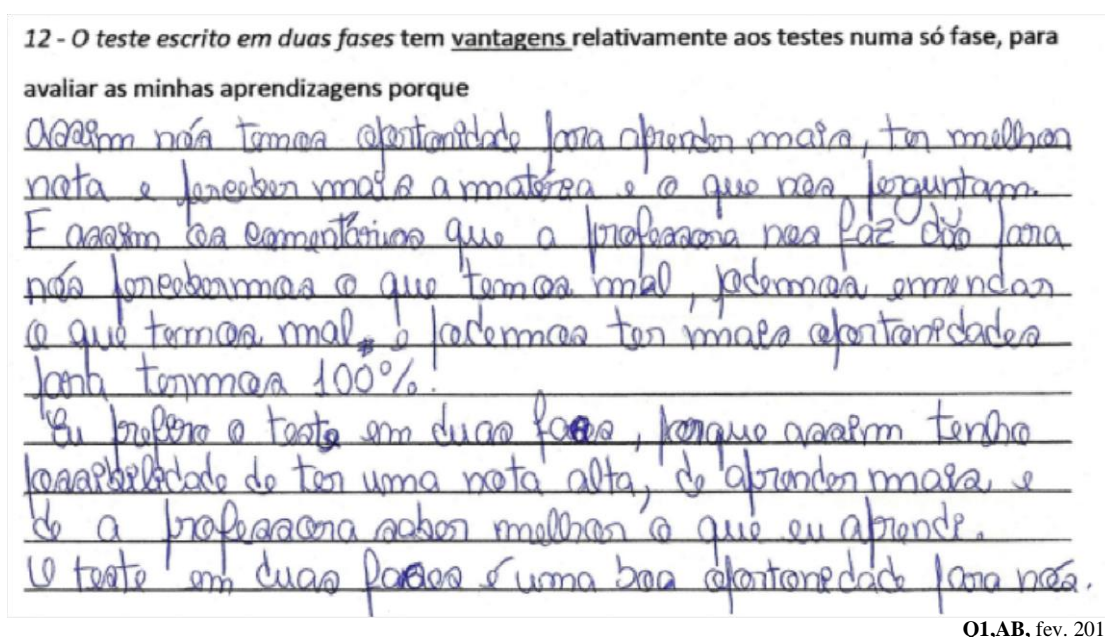 12 - O teste escrito em duas fases tem vantagens relativamente aos testes numa só fase, para
avaliar as minhas aprendizagens porque
assim nós temos oportonidade para aprender mais, ter melhor
nota e perceber mais a matérea e o que nos perguntam.
E assim os comentários que a professora nos faz dão para
nós percebermos o que temos mal, podemos emendar
o que temos mal e podemos ter mais oportonidades
para termos 100%!
Eu prefiro o teste em duas fases, porque assim tenho
possibilidade de ter uma nota alta, de aprender mais e
de a professora saber melhor o que eu aprendi.
O teste em duas fases é uma boa oportonedade para nós.
O1,AB, fev. 201